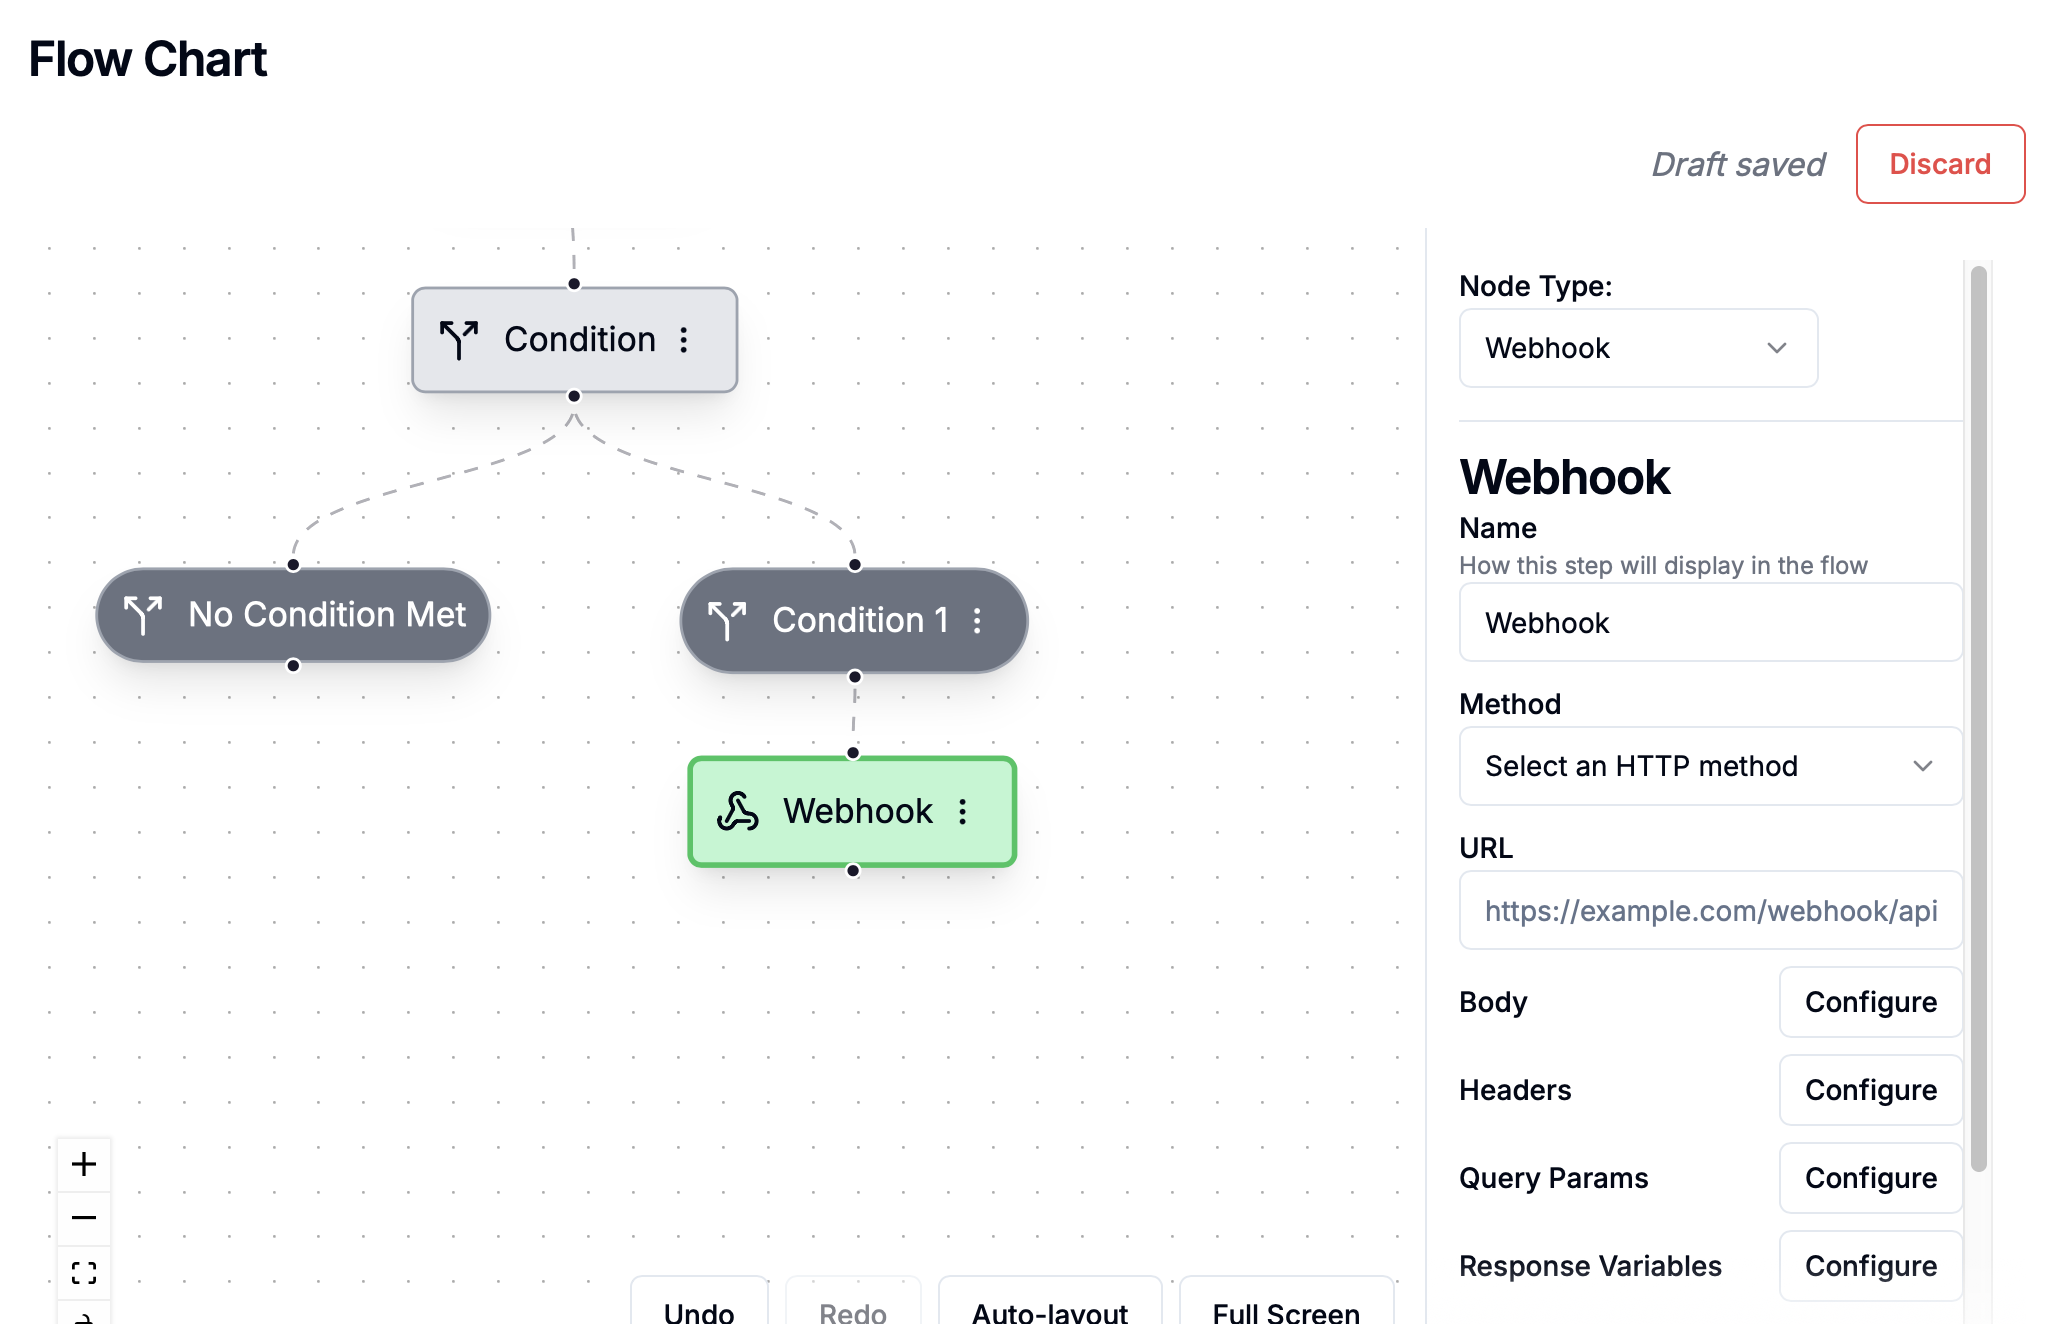 Flow Chart
Draft saved
Discard
Condition
No Condition Met
Condition 1
Webhook
Undo
Redo
Auto-layout
Full Screen
Node Type:
Webhook
Webhook
Name
How this step will display in the flow
Webhook
Method
Select an HTTP method
URL
https://example.com/webhook/api
Body
Configure
Headers
Configure
Query Params
Configure
Response Variables
Configure